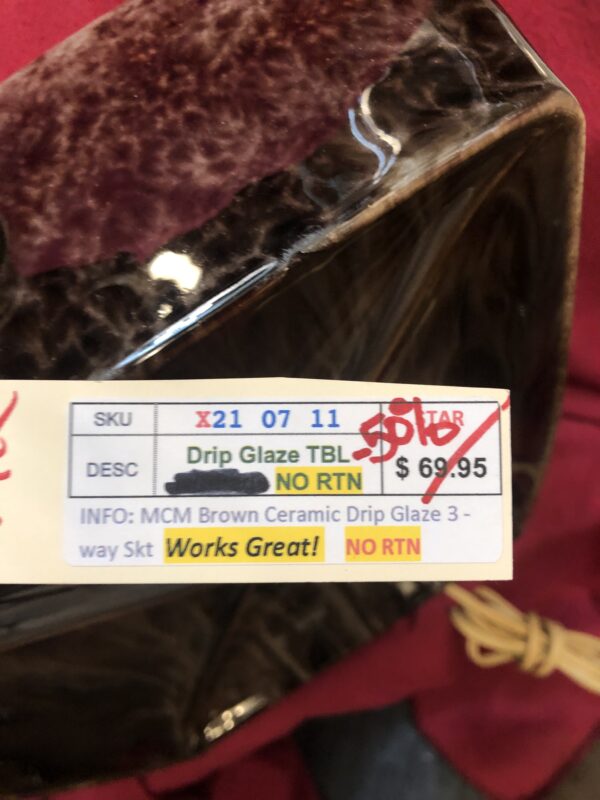 SKU X21 07 11 STAR
-50%
DESC Drip Glaze TBL
NO RTN $ 69.95
INFO: MCM Brown Ceramic Drip Glaze 3 -
way Skt Works Great! NO RTN